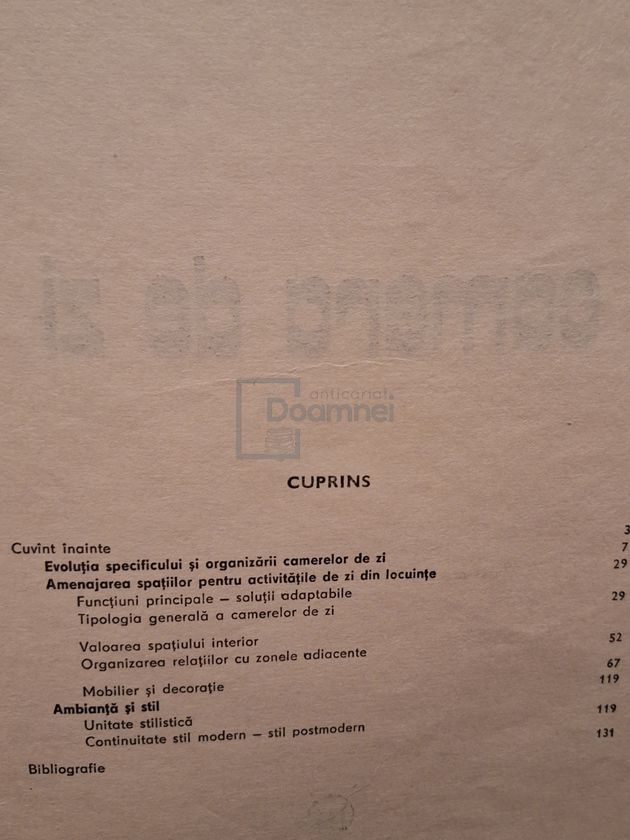 camera de zi
anticariat
Doamnei
CUPRINS
Cuvînt înainte 3
Evoluția specificului și organizării camerelor de zi 7
Amenajarea spațiilor pentru activitățile de zi din locuințe 29
Funcțiuni principale — soluții adaptabile 29
Tipologia generală a camerelor de zi
Valoarea spațiului interior
Organizarea relațiilor cu zonele adiacente 52
Mobilier și decorație 67
Ambianță și stil 119
Unitate stilistică 119
Continuitate stil modern — stil postmodern
Bibliografie 131